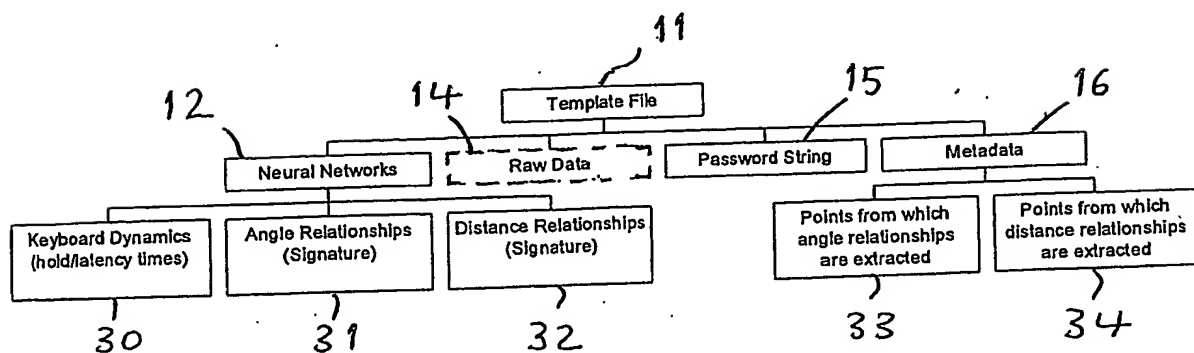 11
Template File
12
14
15
16
Neural Networks
Raw Data
Password String
Metadata
Keyboard Dynamics
(hold/latency times)
Angle Relationships
(Signature)
Distance Relationships
(Signature)
Points from which
angle relationships
are extracted
Points from which
distance relationships
are extracted
30
31
32
33
34